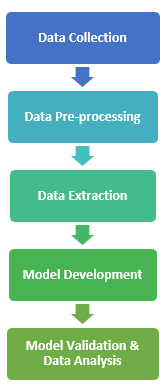 Data Collection
Data Pre-processing
Data Extraction
Model Development
Model Validation &
Data Analysis